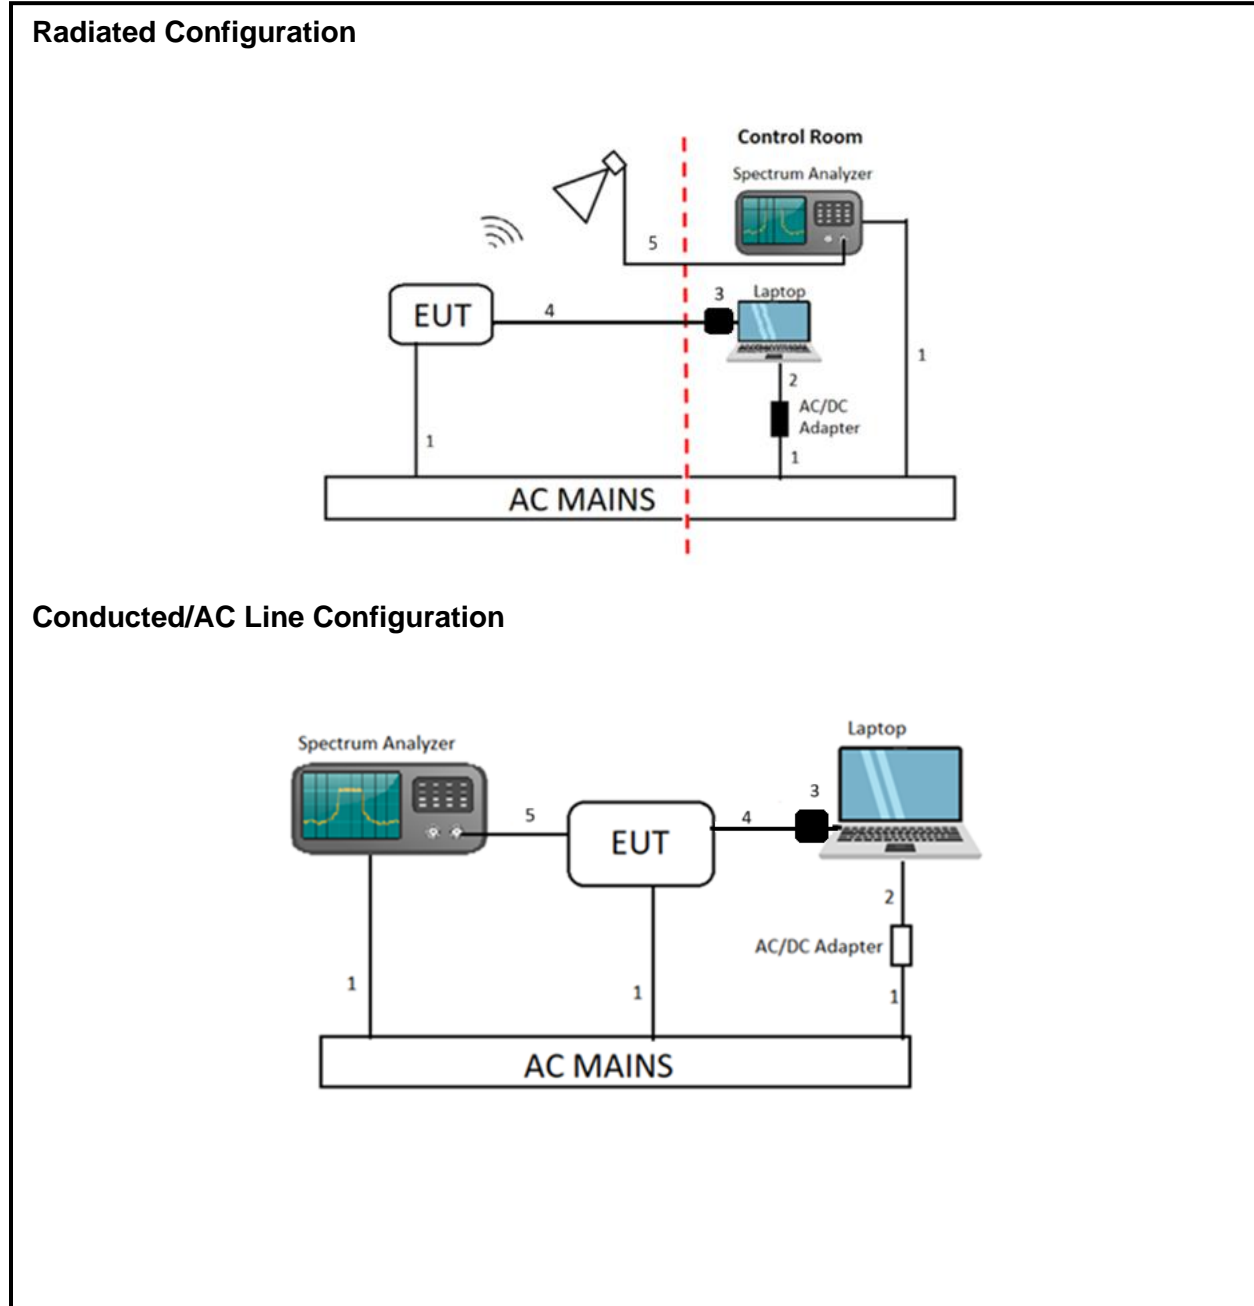 Radiated Configuration
Control Room
Spectrum Analyzer
5
3
Laptop
EUT
4
1
2
AC/DC
Adapter
1
1
AC MAINS
Conducted/AC Line Configuration
Laptop
Spectrum Analyzer
3
5
4
EUT
2
AC/DC Adapter
1
1
1
AC MAINS